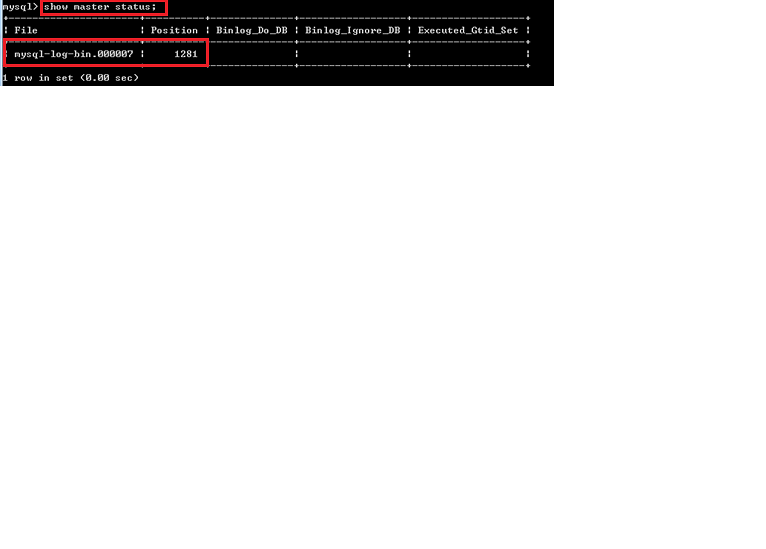 mysql> show master status;
File | Position | Binlog_Do_DB | Binlog_Ignore_DB | Executed_Gtid_Set
mysql-log-bin.000007 | 1281
1 row in set (0.00 sec)